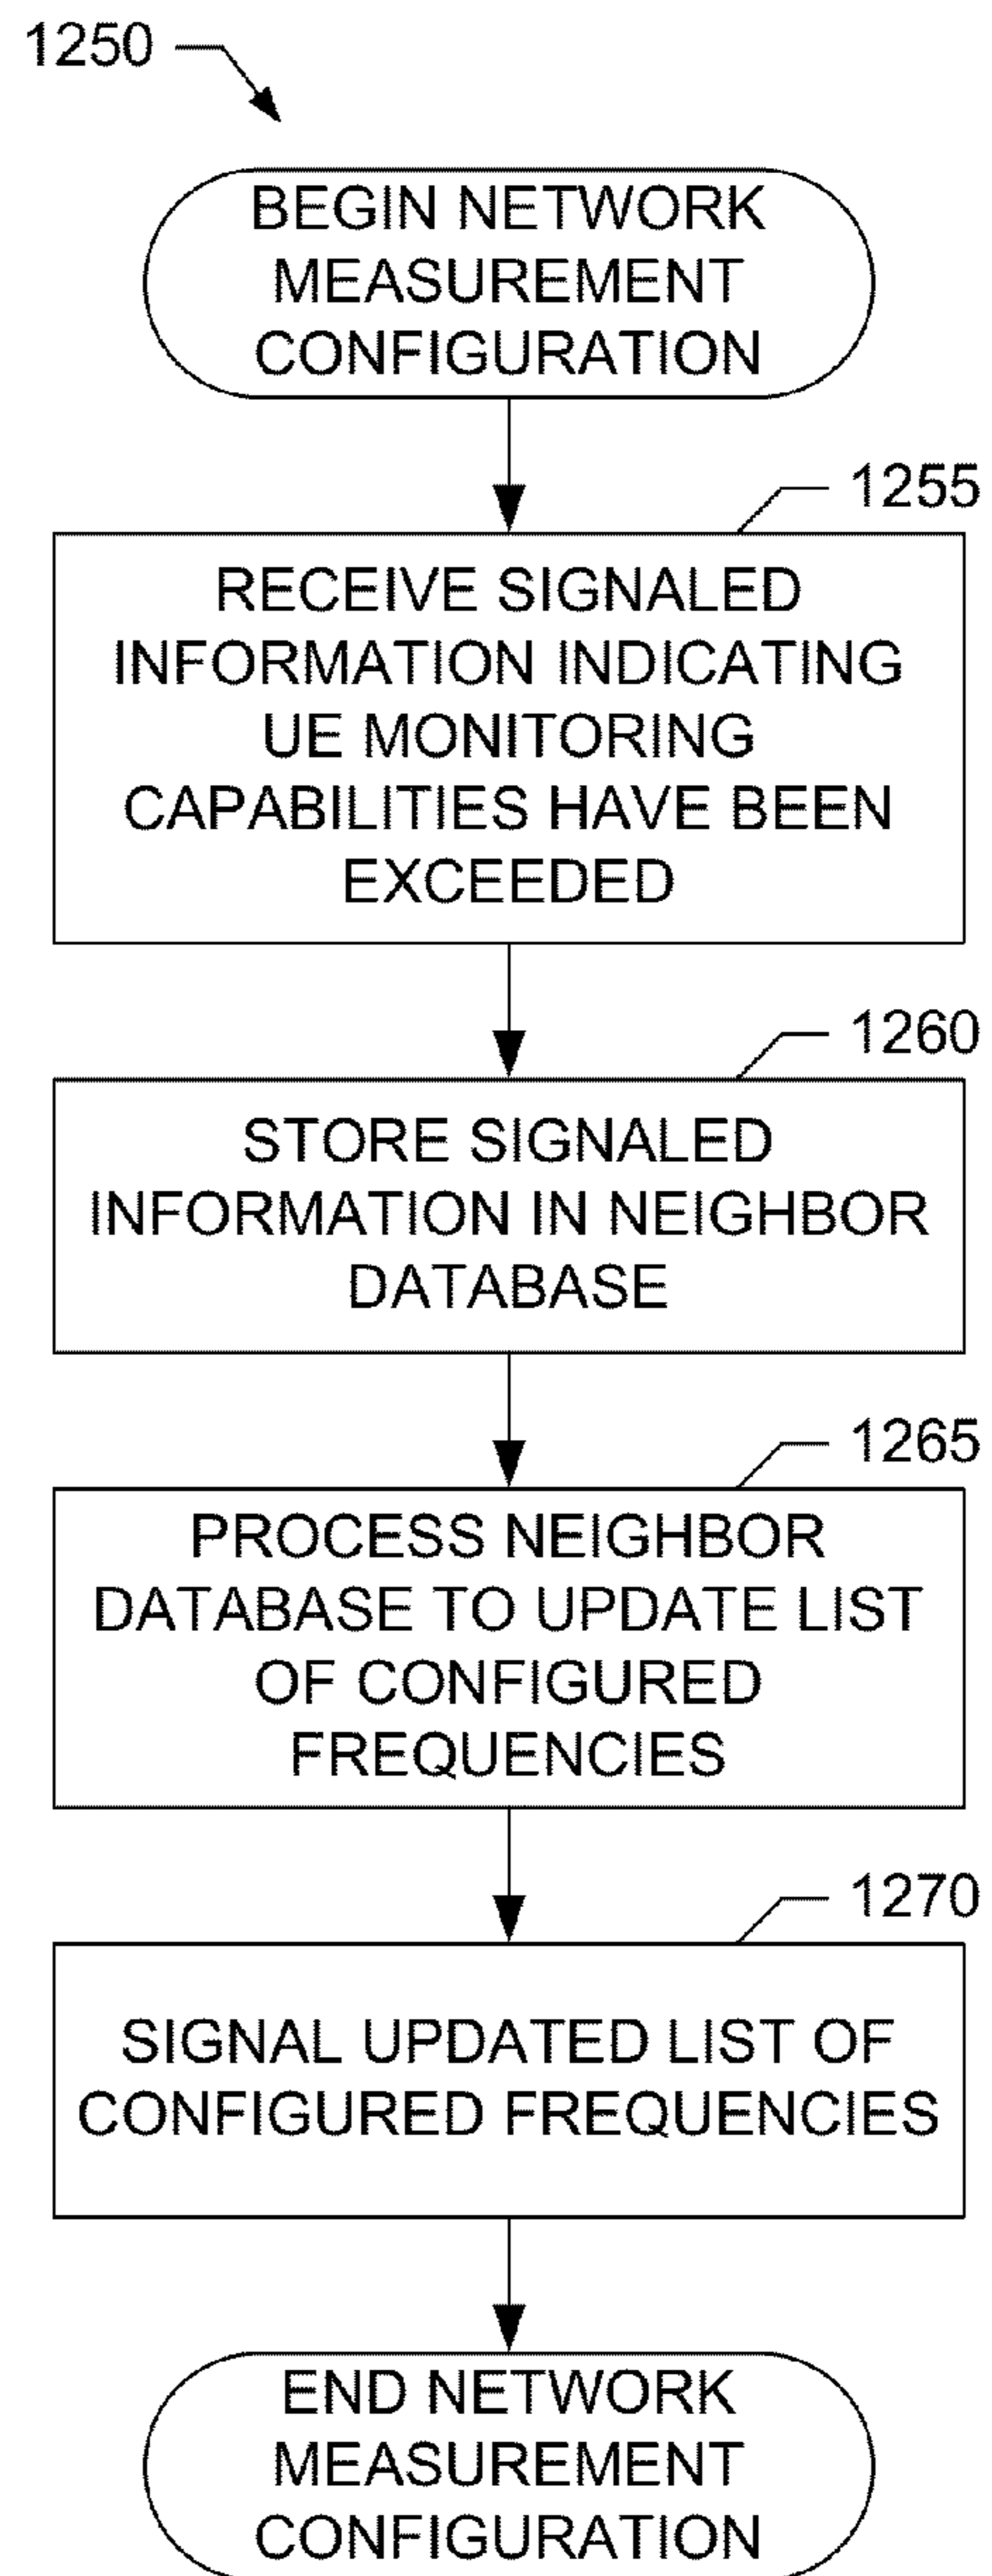 1250
BEGIN NETWORK
MEASUREMENT
CONFIGURATION
1255
RECEIVE SIGNALED
INFORMATION INDICATING
UE MONITORING
CAPABILITIES HAVE BEEN
EXCEEDED
1260
STORE SIGNALED
INFORMATION IN NEIGHBOR
DATABASE
1265
PROCESS NEIGHBOR
DATABASE TO UPDATE LIST
OF CONFIGURED
FREQUENCIES
1270
SIGNAL UPDATED LIST OF
CONFIGURED FREQUENCIES
END NETWORK
MEASUREMENT
CONFIGURATION